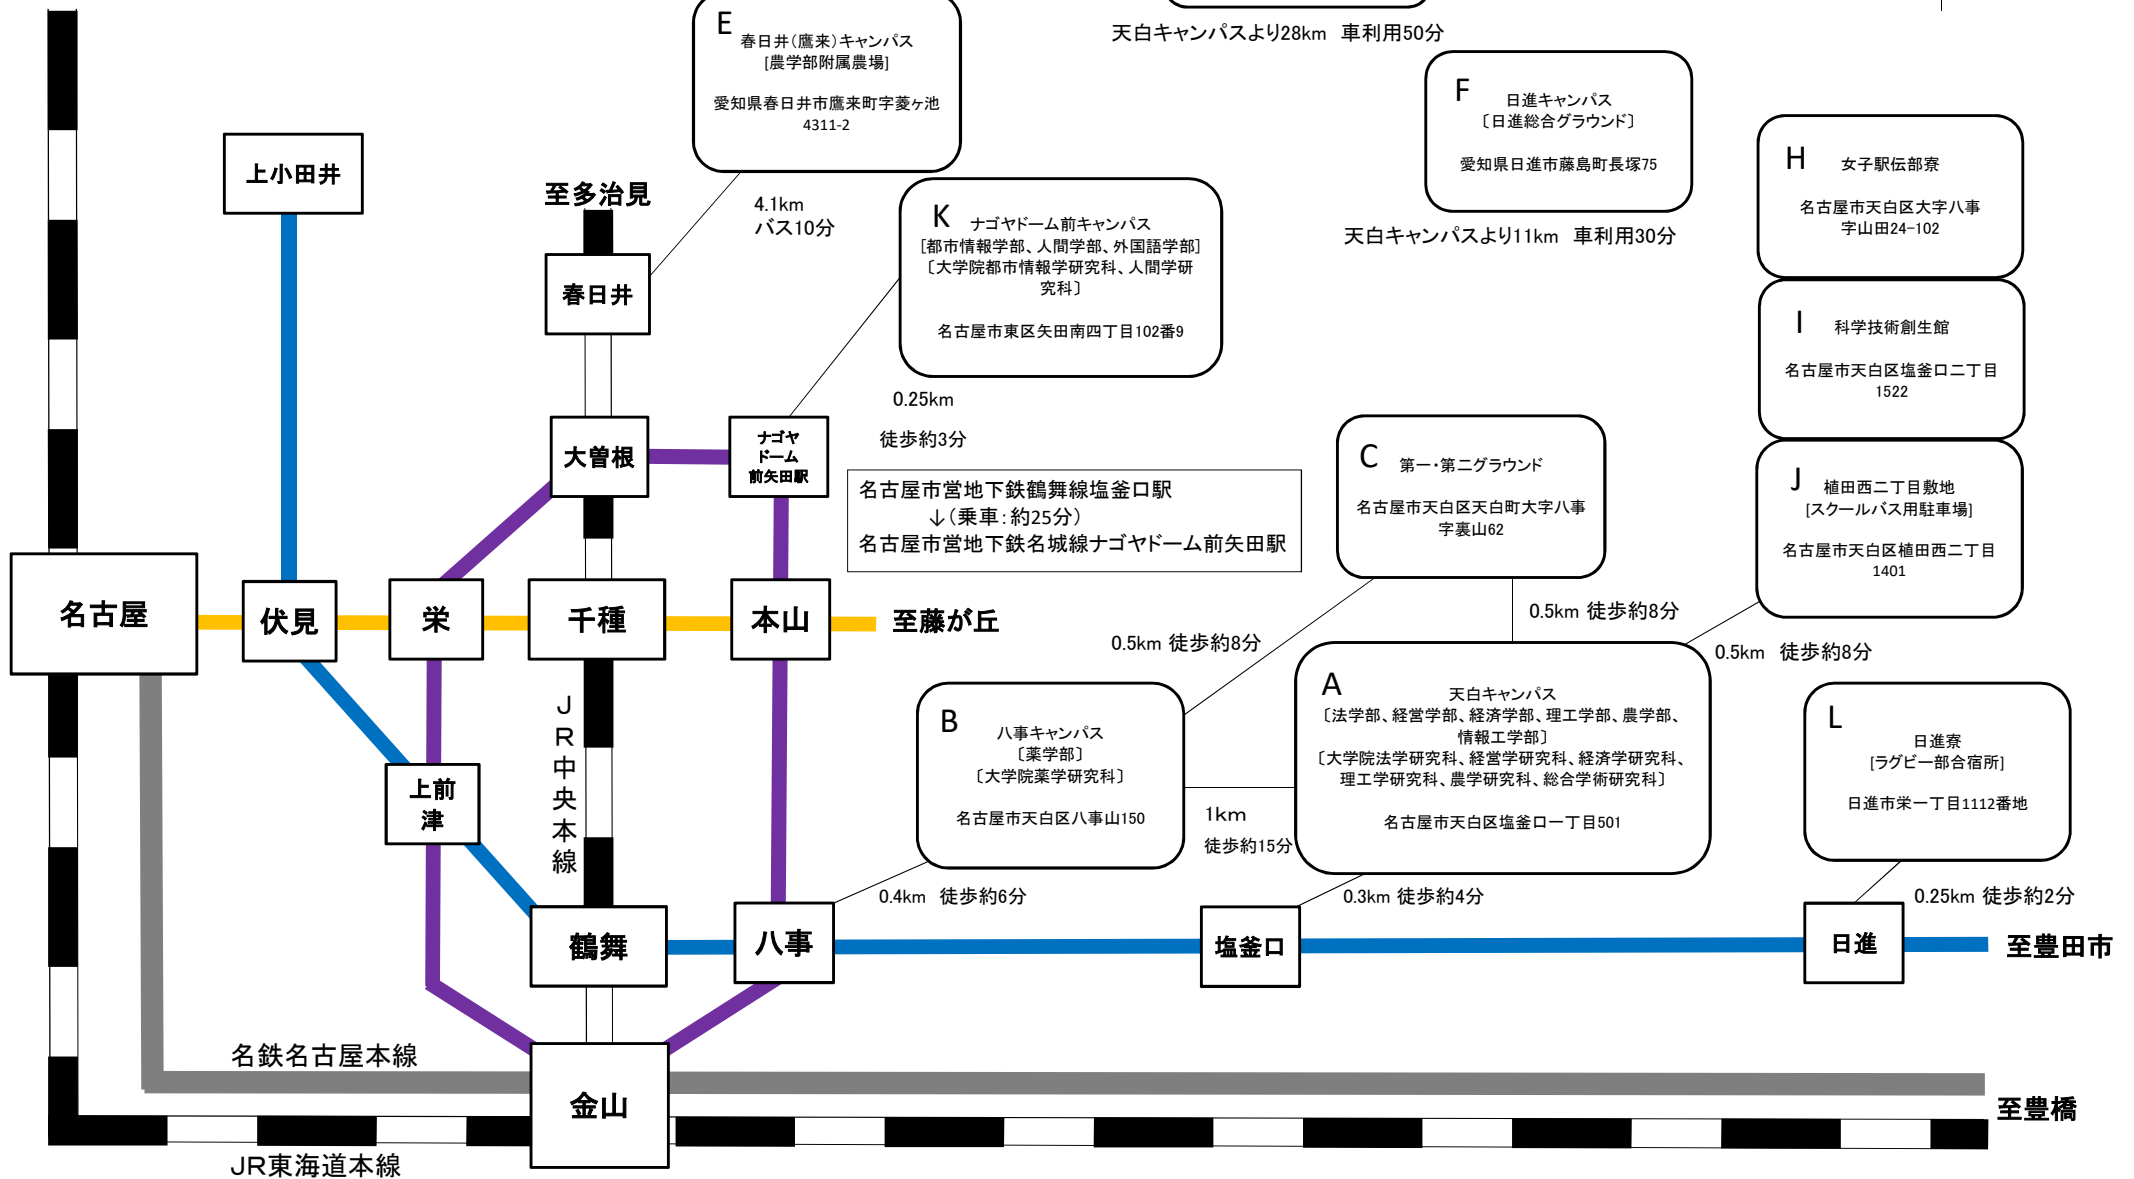 E
春日井（鷹来）キャンパス
[農学部附属農場]
愛知県春日井市鷹来町字菱ヶ池
4311-2
天白キャンパスより28km 車利用50分
F
日進キャンパス
〔日進総合グラウンド〕
愛知県日進市藤島町長塚75
天白キャンパスより11km 車利用30分
H
女子駅伝部寮
名古屋市天白区大字八事
字山田24-102
I
科学技術創生館
名古屋市天白区塩釜口二丁目
1522
J
植田西二丁目敷地
[スクールバス用駐車場]
名古屋市天白区植田西二丁目
1401
0.5km 徒歩約8分
上小田井
至多治見
4.1km
バス10分
春日井
K
ナゴヤドーム前キャンパス
[都市情報学部、人間学部、外国語学部]
〔大学院都市情報学研究科、人間学研
究科〕
名古屋市東区矢田南四丁目102番9
0.25km
徒歩約3分
大曽根
ナゴヤ
ドーム
前矢田駅
名古屋市営地下鉄鶴舞線塩釜口駅
↓（乗車：約25分）
名古屋市営地下鉄名城線ナゴヤドーム前矢田駅
C
第一・第二グラウンド
名古屋市天白区天白町大字八事
字裏山62
0.5km 徒歩約8分
0.5km 徒歩約8分
名古屋
伏見
栄
千種
本山
至藤が丘
A
天白キャンパス
〔法学部、経営学部、経済学部、理工学部、農学部、
情報工学部〕
〔大学院法学研究科、経営学研究科、経済学研究科、
理工学研究科、農学研究科、総合学術研究科〕
名古屋市天白区塩釜口一丁目501
B
八事キャンパス
〔薬学部〕
〔大学院薬学研究科〕
名古屋市天白区八事山150
1km
徒歩約15分
L
日進寮
[ラグビー部合宿所]
日進市栄一丁目1112番地
JR中央本線
上前
津
0.4km 徒歩約6分
0.3km 徒歩約4分
0.25km 徒歩約2分
鶴舞
八事
塩釜口
日進
至豊田市
名鉄名古屋本線
金山
至豊橋
JR東海道本線